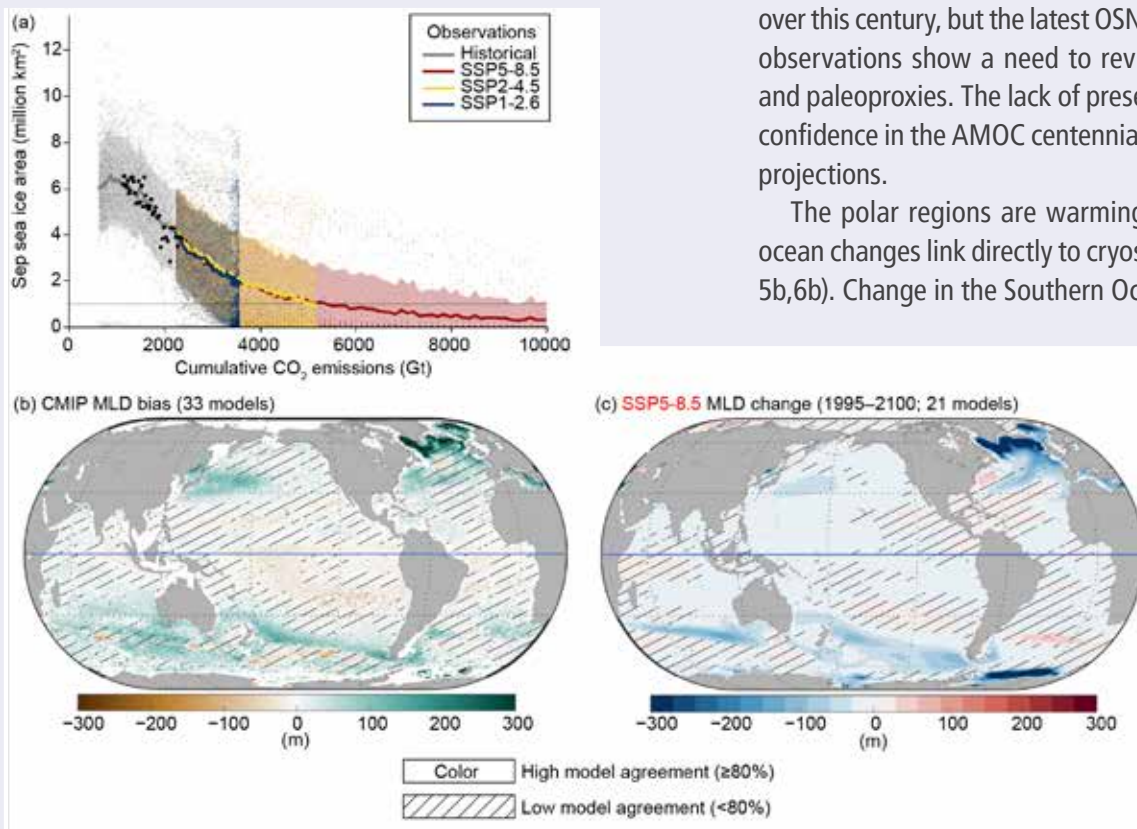 over this century, but the latest OSN
observations show a need to rev
and paleoproxies. The lack of prese
confidence in the AMOC centennia
projections.
The polar regions are warming
ocean changes link directly to cryos
5b,6b). Change in the Southern Oc
(a)
Sep sea ice area (million km²)
12
10
8
6
4
2
0
Observations
Historical
SSP5-8.5
SSP2-4.5
SSP1-2.6
0 2000 4000 6000 8000 10000
Cumulative CO₂ emissions (Gt)
(b) CMIP MLD bias (33 models)
−300 −200 −100 0 100 200 300
(m)
(c) SSP5-8.5 MLD change (1995–2100; 21 models)
−300 −200 −100 0 100 200 300
(m)
Color High model agreement (≥80%)
Low model agreement (<80%)